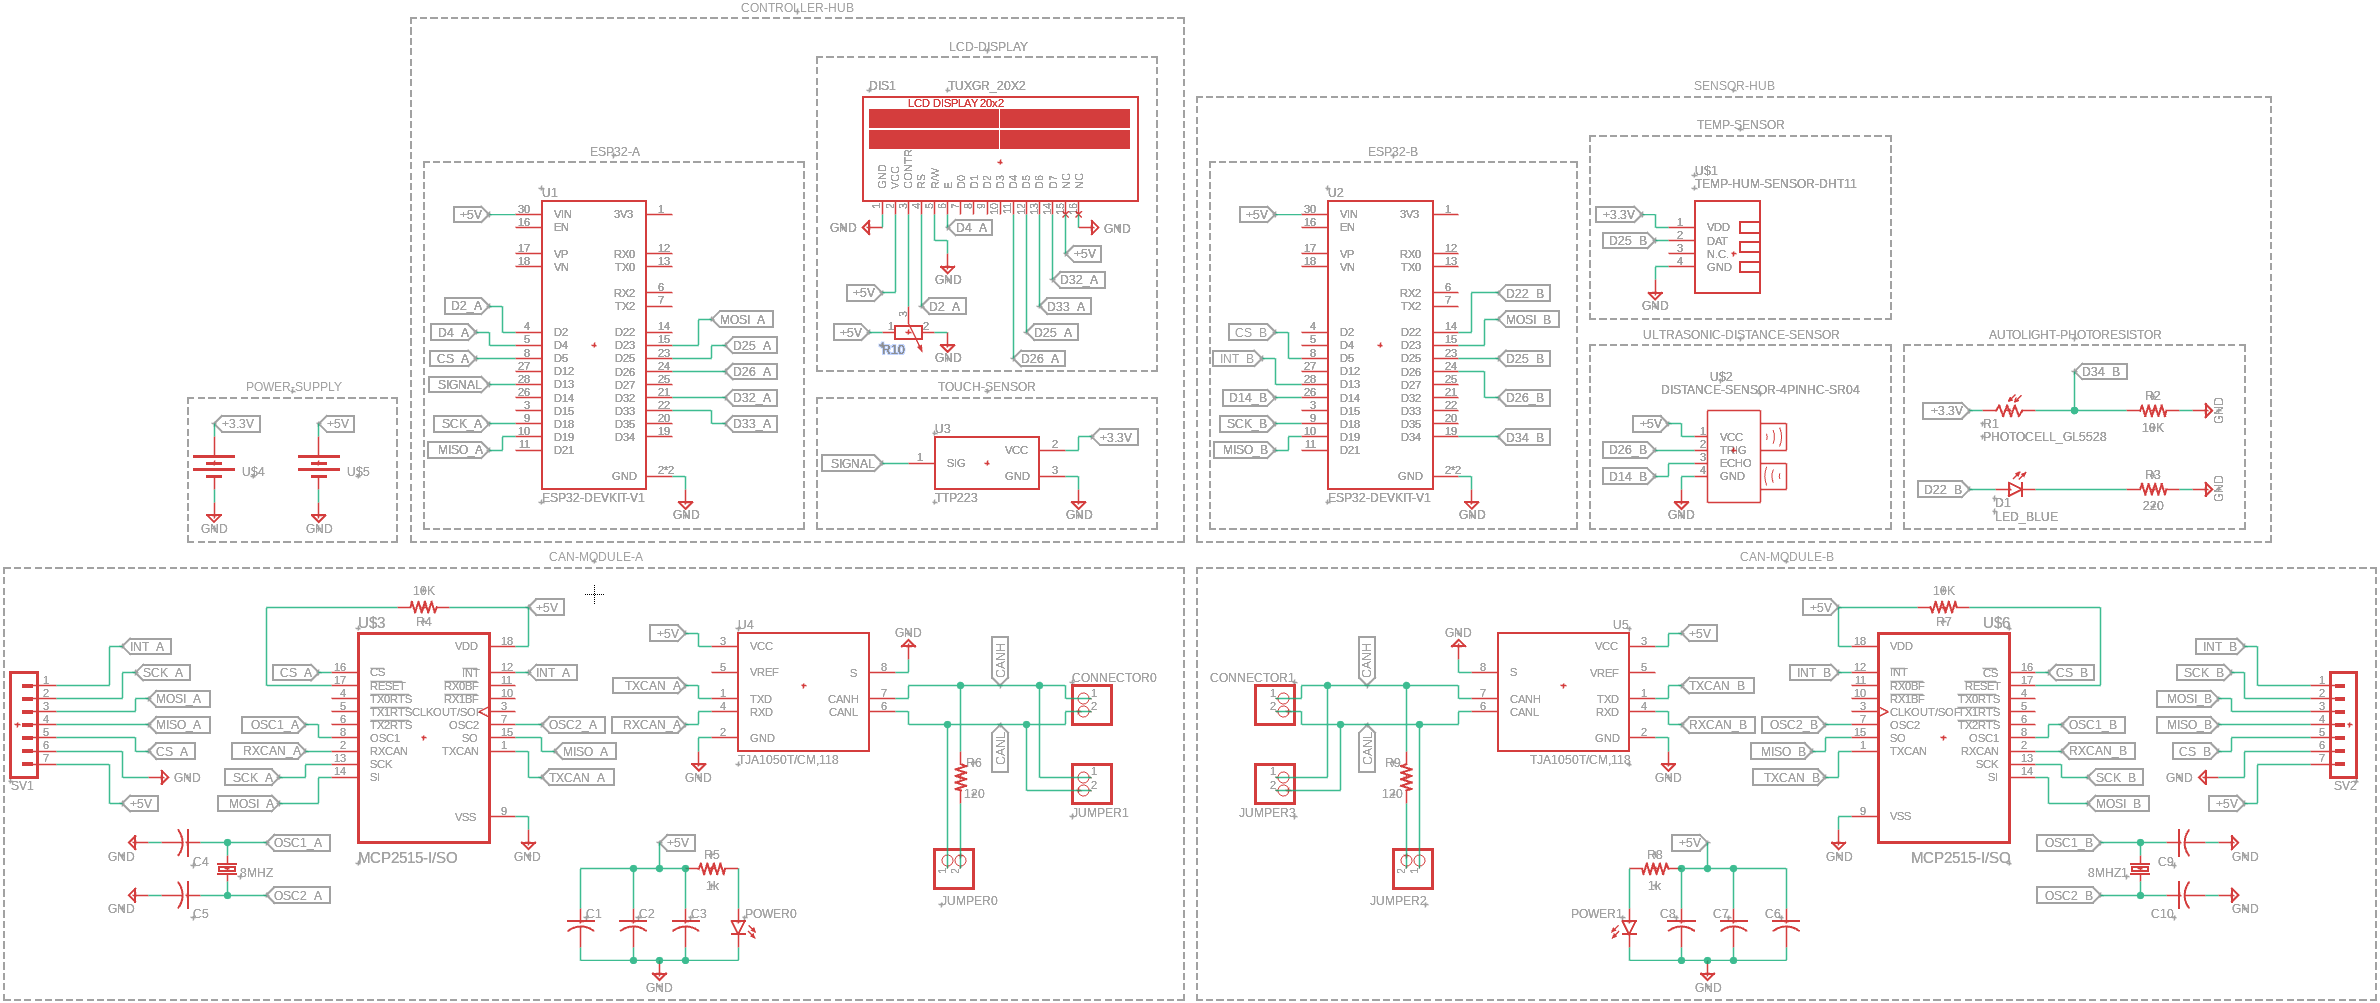 CONTROLLER-HUB
LCD-DISPLAY
DIS1
TUXGR_20X2
LCD DISPLAY 20x2
GND
VCC
CONTR
RS
R/W
E
D0
D1
D2
D3
D4
D5
D6
D7
NC
NC
1
2
3
4
5
6
7
8
9
10
11
12
13
14
15
16
GND
D4_A
GND
+5V
GND
D32_A
+5V
D2_A
D33_A
+5V
1
3
2
D25_A
R10
GND
D26_A
ESP32-A
U1
+5V
30 VIN
16 EN
17 VP
18 VN
D2_A
D4_A
CS_A
SIGNAL
SCK_A
MISO_A
4 D2
5 D4
8 D5
27 D12
28 D13
26 D14
3 D15
9 D18
10 D19
11 D21
3V3 1
RX0 12
TX0 13
RX2 6
TX2 7
D22 14
D23 15
D25 23
D26 24
D27 25
D32 21
D33 22
D35 20
D34 19
GND 2*2
MOSI_A
D25_A
D26_A
D32_A
D33_A
ESP32-DEVKIT-V1
GND
TOUCH-SENSOR
U3
SIGNAL
1 SIG
VCC 2
GND 3
+3.3V
TTP223
GND
POWER-SUPPLY
+3.3V
+5V
U$4
U$5
GND
GND
SENSOR-HUB
ESP32-B
U2
+5V
30 VIN
16 EN
17 VP
18 VN
CS_B
INT_B
D14_B
SCK_B
MISO_B
4 D2
5 D4
8 D5
27 D12
28 D13
26 D14
3 D15
9 D18
10 D19
11 D21
3V3 1
RX0 12
TX0 13
RX2 6
TX2 7
D22 14
D23 15
D25 23
D26 24
D27 25
D32 21
D33 22
D35 20
D34 19
GND 2*2
D22_B
MOSI_B
D25_B
D26_B
D34_B
ESP32-DEVKIT-V1
GND
TEMP-SENSOR
U$1
TEMP-HUM-SENSOR-DHT11
+3.3V
D25_B
1 VDD
2 DAT
3 N.C.
4 GND
GND
ULTRASONIC-DISTANCE-SENSOR
U$2
DISTANCE-SENSOR-4PINHC-SR04
+5V
D26_B
D14_B
1 VCC
2 TRIG
3 ECHO
4 GND
GND
AUTOLIGHT-PHOTORESISTOR
D34_B
+3.3V
R1
PHOTOCELL_GL5528
R2
10K
GND
D22_B
D1
LED_BLUE
R3
220
GND
CAN-MODULE-A
10K
R4
+5V
U$3
INT_A
SCK_A
MOSI_A
MISO_A
CS_A
GND
+5V
1
2
3
4
5
6
7
SV1
CS_A
OSC1_A
RXCAN_A
SCK_A
MOSI_A
16 CS
17 RESET
4 TX0RTS
5 TX1RTS
6 TX2RTS
8 OSC1
2 RXCAN
13 SCK
14 SI
VDD 18
INT 12
RX0BF 11
RX1BF 10
CLKOUT/SOF 3
OSC2 7
SO 15
TXCAN 1
VSS 9
INT_A
OSC2_A
MISO_A
TXCAN_A
MCP2515-I/SO
GND
GND
C4
OSC1_A
8MHZ
GND
C5
OSC2_A
U4
+5V
TXCAN_A
RXCAN_A
GND
3 VCC
5 VREF
1 TXD
4 RXD
2 GND
S 8
CANH 7
CANL 6
TJA1050T/CM,118
GND
CANH
CANL
CONNECTOR0
1
2
R6
120
1
2
JUMPER1
1
2
JUMPER0
+5V
R5
1k
C1
C2
C3
POWER0
GND
CAN-MODULE-B
CONNECTOR1
1
2
CANH
CANL
1
2
JUMPER3
R9
120
2
1
JUMPER2
GND
U5
8 S
7 CANH
6 CANL
VCC 3
VREF 5
TXD 1
RXD 4
GND 2
+5V
TXCAN_B
RXCAN_B
GND
TJA1050T/CM,118
+5V
10K
R7
U$6
INT_B
OSC2_B
MISO_B
TXCAN_B
18 VDD
12 INT
11 RX0BF
10 RX1BF
3 CLKOUT/SOF
7 OSC2
15 SO
1 TXCAN
9 VSS
CS 16
RESET 17
TX0RTS 4
TX1RTS 5
TX2RTS 6
OSC1 8
RXCAN 2
SCK 13
SI 14
CS_B
OSC1_B
RXCAN_B
SCK_B
MOSI_B
GND
MCP2515-I/SO
INT_B
SCK_B
MOSI_B
MISO_B
CS_B
GND
+5V
1
2
3
4
5
6
7
SV2
+5V
R8
1k
POWER1
C8
C7
C6
GND
OSC1_B
C9
GND
8MHZ1
OSC2_B
C10
GND